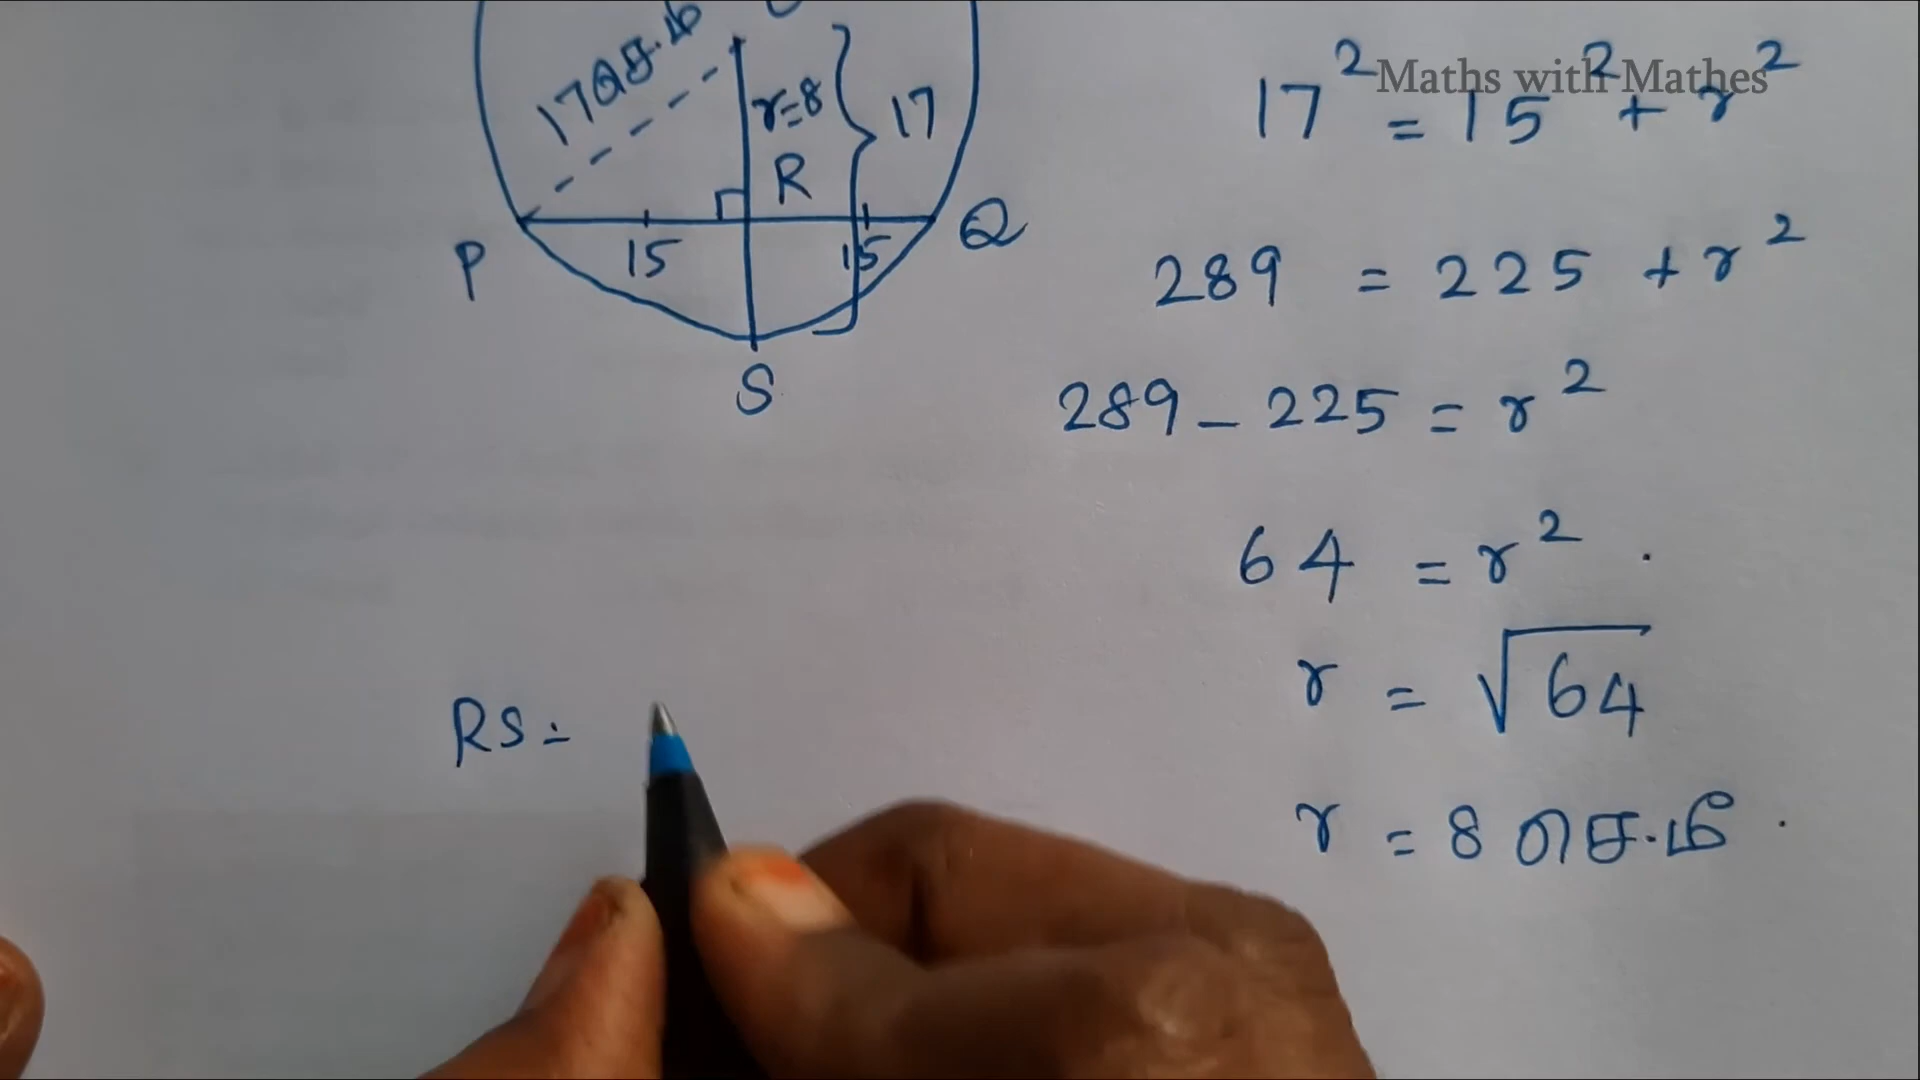 17 செ.மீ
r=8
17
R
P
15
15
Q
S
Maths with Mathes
17² = 15² + r²
289 = 225 + r²
289 - 225 = r²
64 = r²
r = √64
r = 8 செ.மீ.
RS =